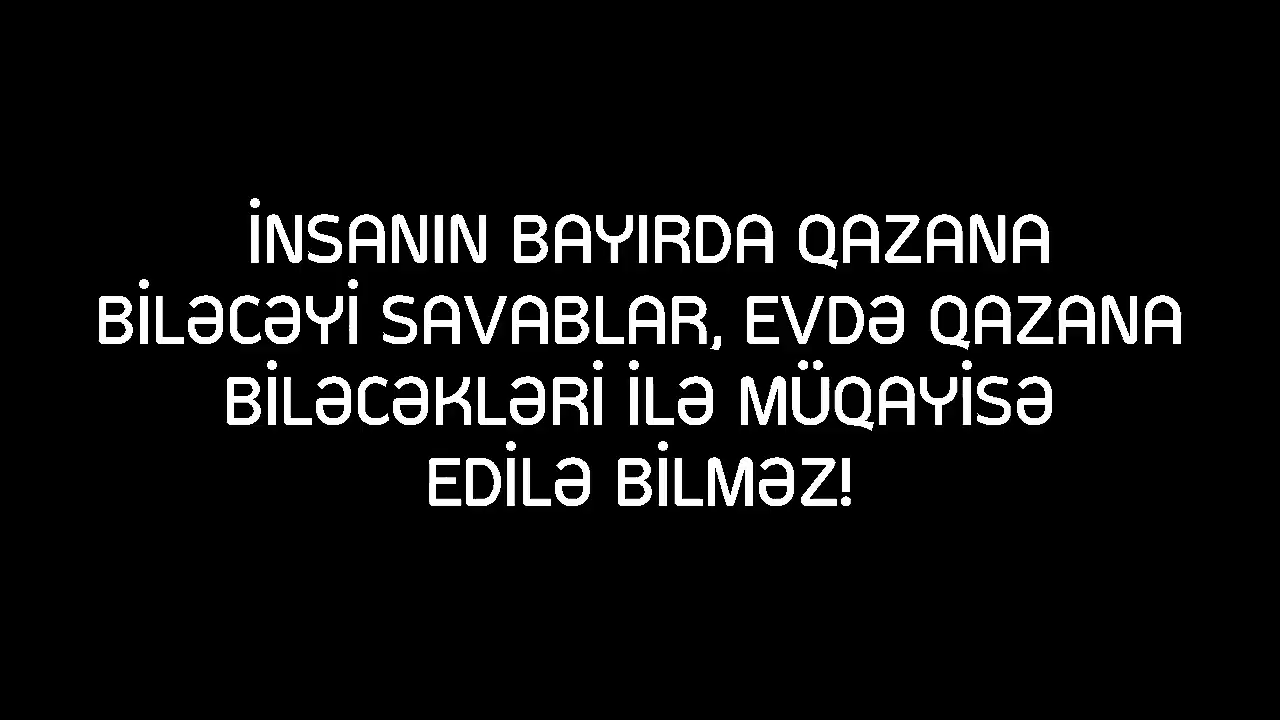 İNSANIN BAYIRDA QAZANA
BİLƏCƏYİ SAVABLAR, EVDƏ QAZANA
BİLƏCƏKLƏRİ İLƏ MÜQAYİSƏ
EDİLƏ BİLMƏZ!